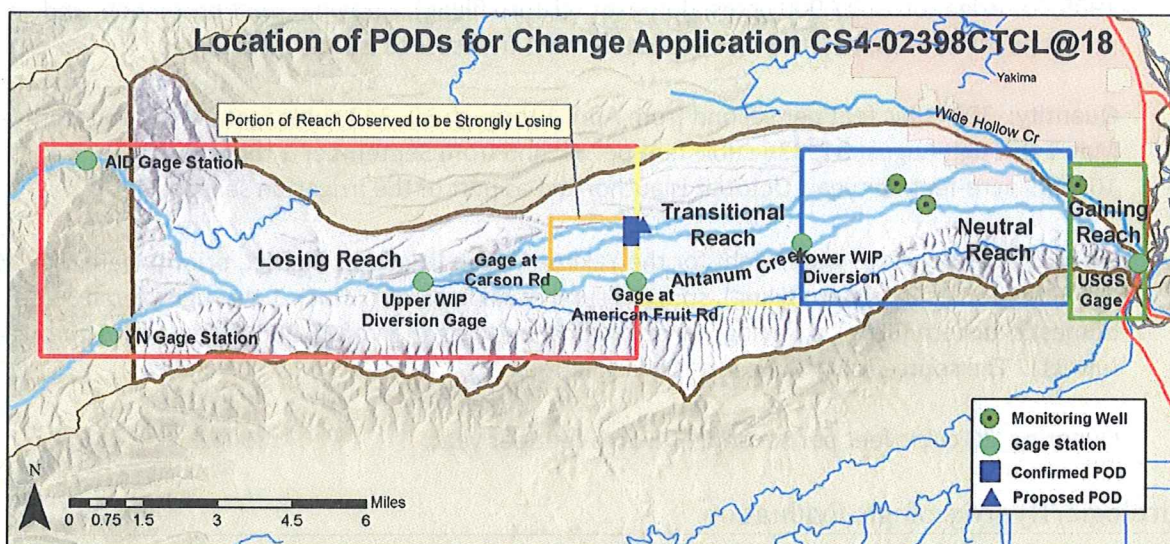 Location of PODs for Change Application CS4-02398CTCL@18
Yakima
Portion of Reach Observed to be Strongly Losing
Wide Hollow Cr
AID Gage Station
Transitional
Reach
Gaining
Reach
Neutral
Reach
Losing Reach
Gage at
Carson Rd
Ahtanum Creek
Lower WIP
Diversion
Upper WIP
Diversion Gage
Gage at
American Fruit Rd
USGS
Gage
YN Gage Station
Monitoring Well
Gage Station
Confirmed POD
Proposed POD
N
Miles
0 0.75 1.5 3 4.5 6